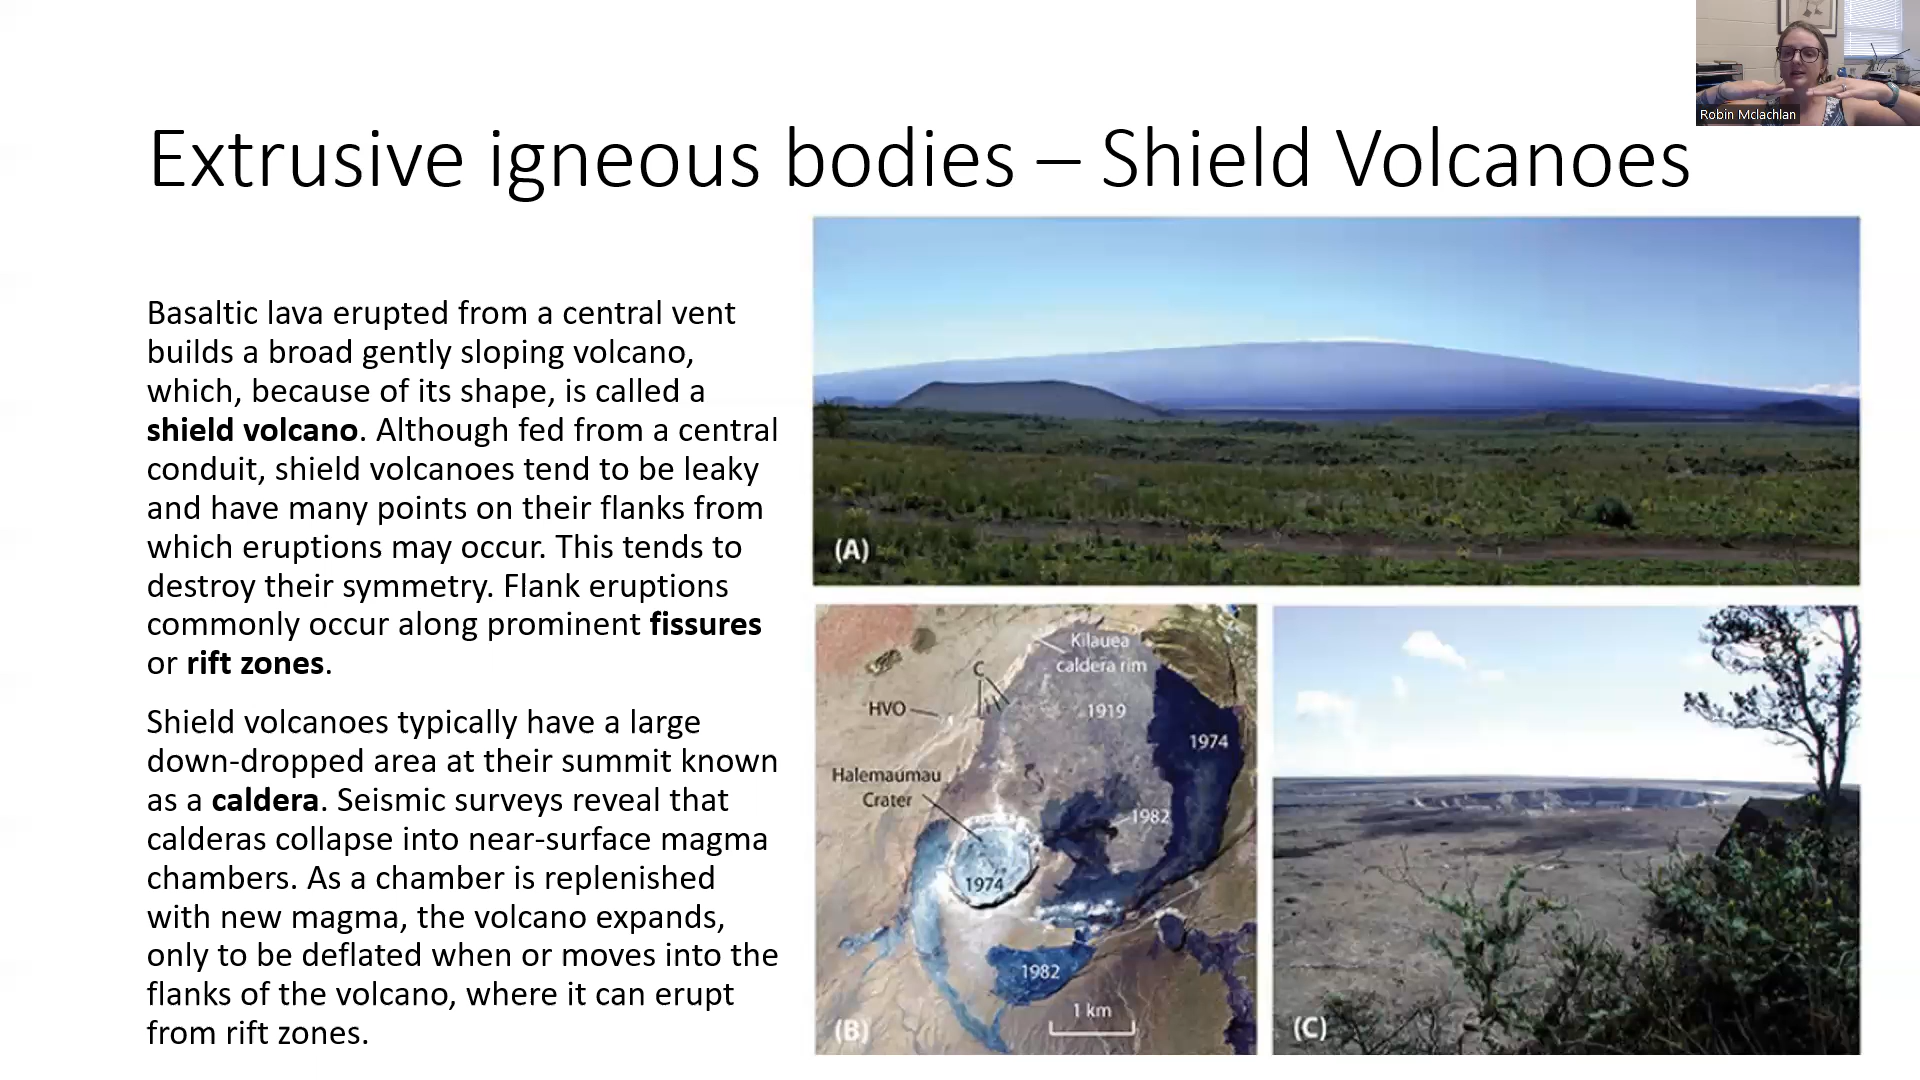 Robin Mclachlan
Extrusive igneous bodies – Shield Volcanoes
Basaltic lava erupted from a central vent
builds a broad gently sloping volcano,
which, because of its shape, is called a
shield volcano. Although fed from a central
conduit, shield volcanoes tend to be leaky
and have many points on their flanks from
which eruptions may occur. This tends to
destroy their symmetry. Flank eruptions
commonly occur along prominent fissures
or rift zones.
Shield volcanoes typically have a large
down-dropped area at their summit known
as a caldera. Seismic surveys reveal that
calderas collapse into near-surface magma
chambers. As a chamber is replenished
with new magma, the volcano expands,
only to be deflated when or moves into the
flanks of the volcano, where it can erupt
from rift zones.
(A)
Kilauea
caldera rim
C
HVO
1919
1974
Halemaumau
Crater
1982
1974
1982
1 km
(B)
(C)